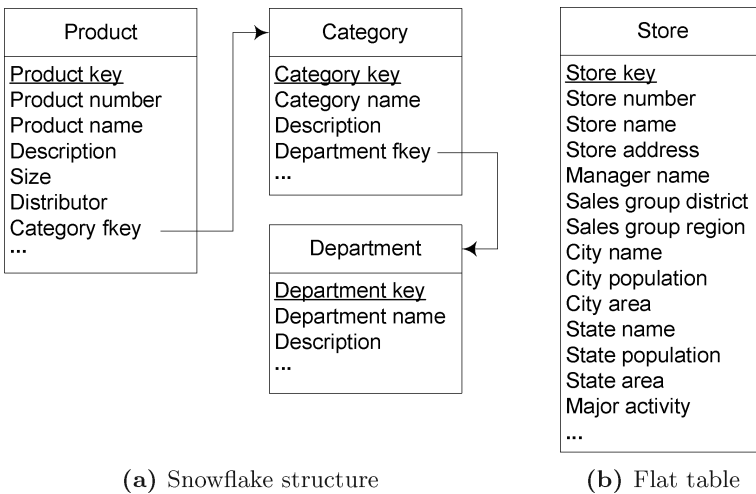 Product
Product key
Product number
Product name
Description
Size
Distributor
Category fkey
...
Category
Category key
Category name
Description
Department fkey
...
Department
Department key
Department name
Description
...
(a) Snowflake structure
Store
Store key
Store number
Store name
Store address
Manager name
Sales group district
Sales group region
City name
City population
City area
State name
State population
State area
Major activity
...
(b) Flat table